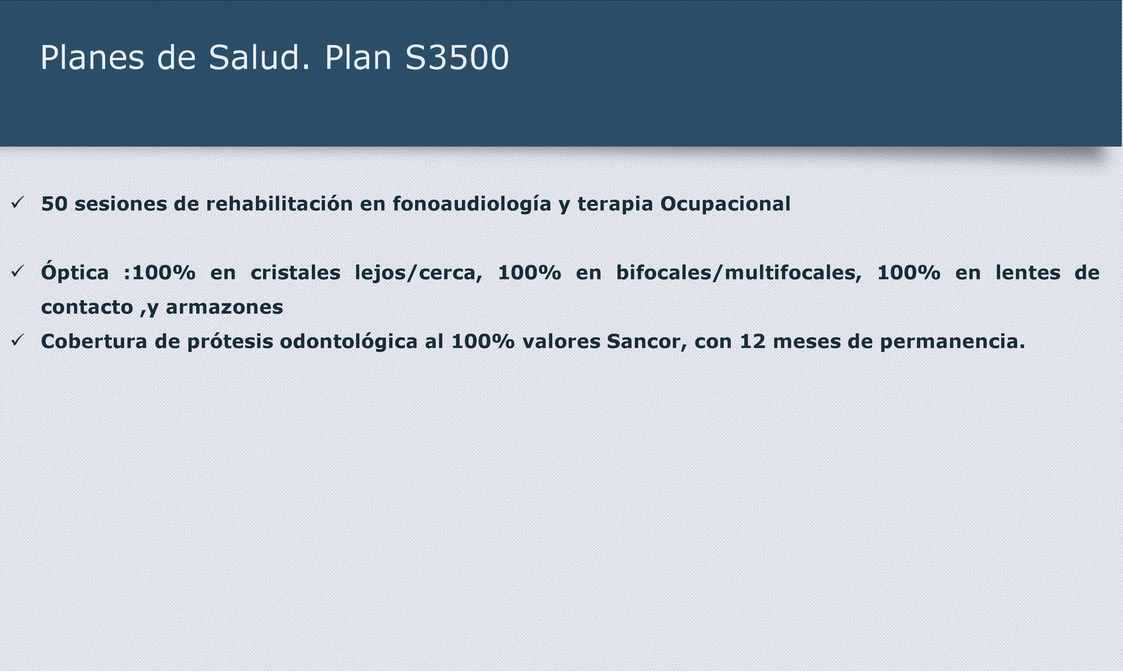 Planes de Salud. Plan S3500
✓ 50 sesiones de rehabilitación en fonoaudiología y terapia Ocupacional
✓ Óptica :100% en cristales lejos/cerca, 100% en bifocales/multifocales, 100% en lentes de
contacto ,y armazones
✓ Cobertura de prótesis odontológica al 100% valores Sancor, con 12 meses de permanencia.